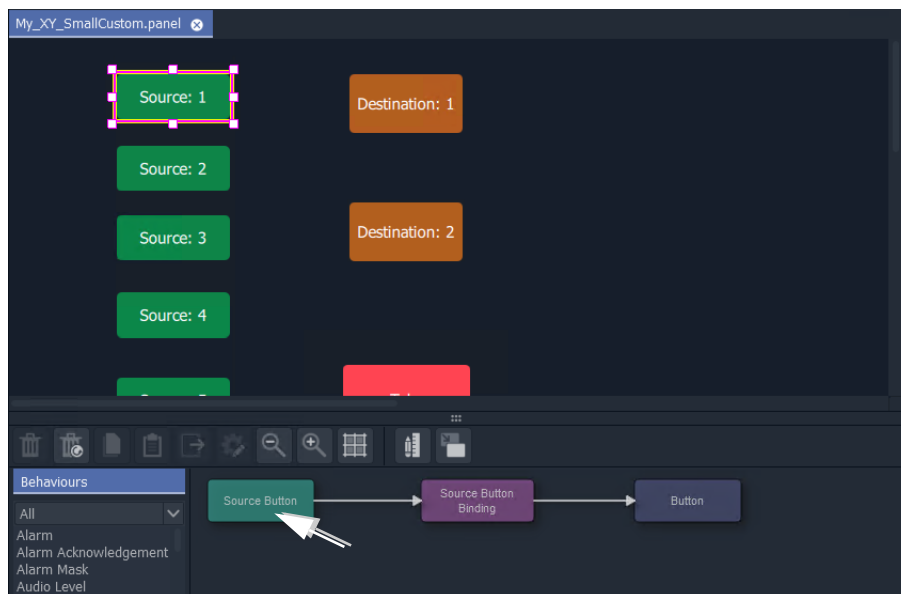 My_XY_SmallCustom.panel
Source: 1
Destination: 1
Source: 2
Source: 3
Destination: 2
Source: 4
Behaviours
All
Alarm
Alarm Acknowledgement
Alarm Mask
Audio Level
Source Button
Source Button
Binding
Button